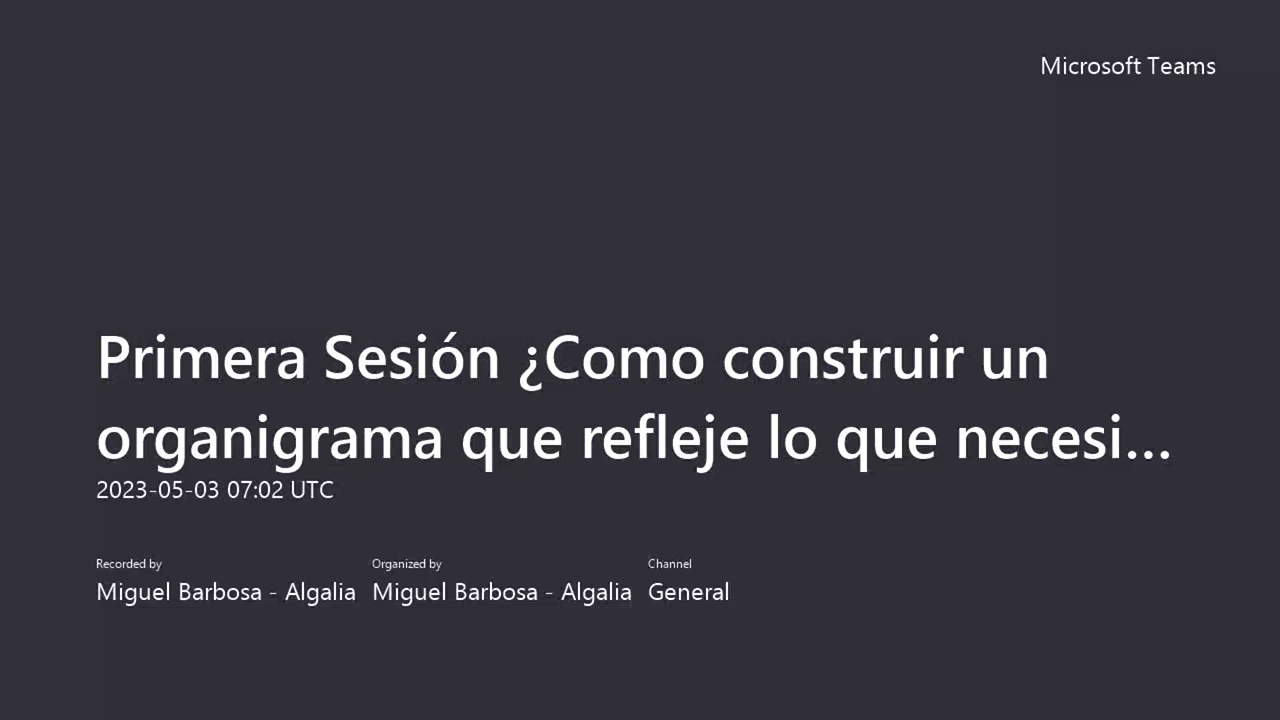 Microsoft Teams
Primera Sesión ¿Como construir un
organigrama que refleje lo que necesi...
2023-05-03 07:02 UTC
Recorded by
Miguel Barbosa - Algalia
Organized by
Miguel Barbosa - Algalia
Channel
General